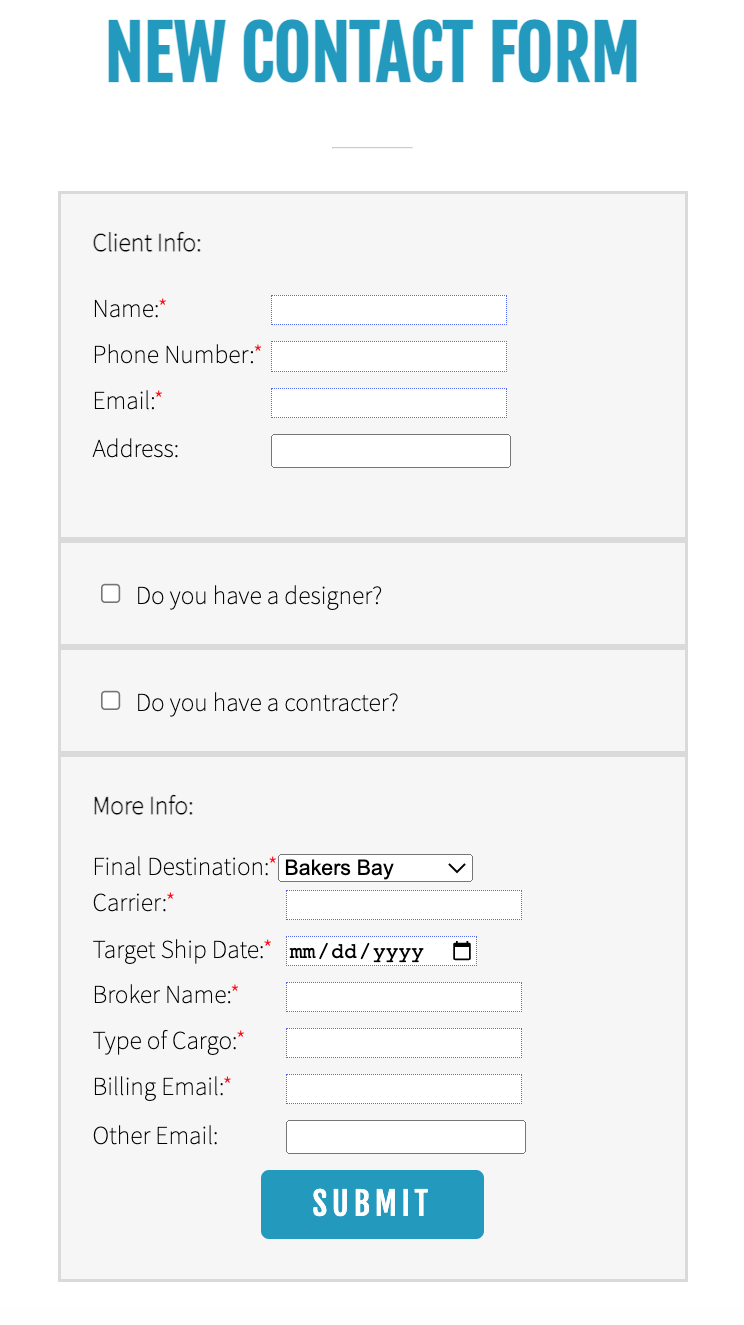 NEW CONTACT FORM
Client Info:
Name:*
Phone Number:*
Email:*
Address:
Do you have a designer?
Do you have a contracter?
More Info:
Final Destination:* Bakers Bay
Carrier:*
Target Ship Date:* mm/dd/yyyy
Broker Name:*
Type of Cargo:*
Billing Email:*
Other Email:
SUBMIT